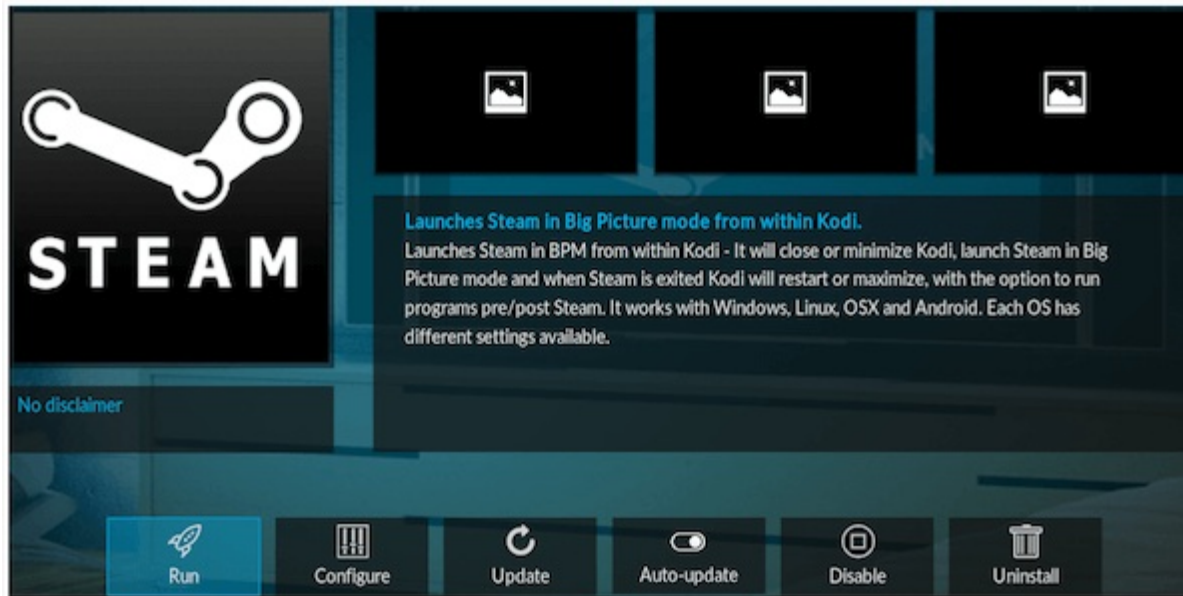 STEAM
Launches Steam in Big Picture mode from within Kodi.
Launches Steam in BPM from within Kodi - It will close or minimize Kodi, launch Steam in Big
Picture mode and when Steam is exited Kodi will restart or maximize, with the option to run
programs pre/post Steam. It works with Windows, Linux, OSX and Android. Each OS has
different settings available.
No disclaimer
Run
Configure
Update
Auto-update
Disable
Uninstall